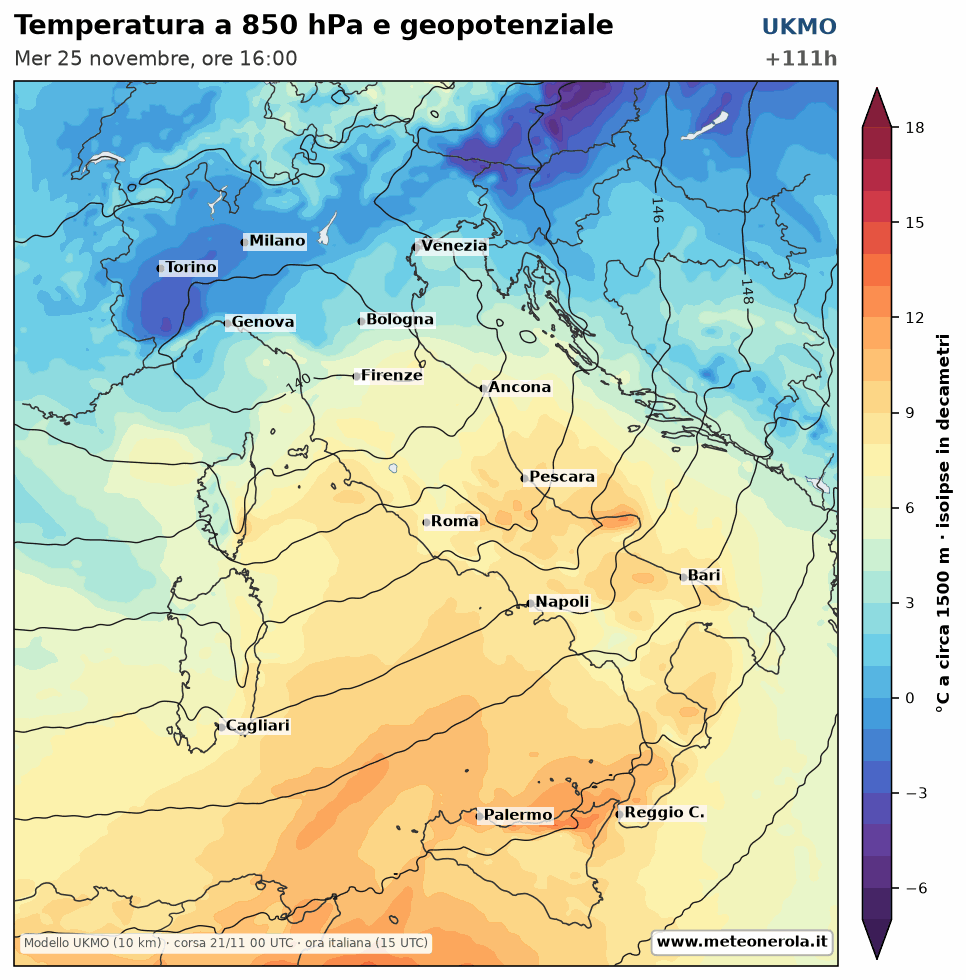 Temperatura a 850 hPa e geopotenziale
UKMO
Mer 25 novembre, ore 16:00
+111h
146
148
Milano
Venezia
Torino
Genova
Bologna
140
Firenze
Ancona
Pescara
Roma
Bari
Napoli
Cagliari
Palermo
Reggio C.
18
15
12
9
6
3
0
−3
−6
°C a circa 1500 m · isoipse in decametri
Modello UKMO (10 km) · corsa 21/11 00 UTC · ora italiana (15 UTC)
www.meteonerola.it